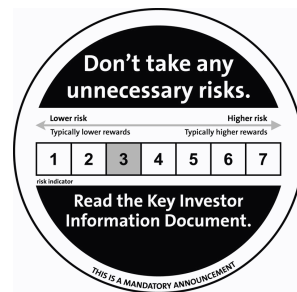 Don't take any
unnecessary risks.
Lower risk Higher risk
Typically lower rewards Typically higher rewards
1 2 3 4 5 6 7
risk indicator
Read the Key Investor
Information Document.
THIS IS A MANDATORY ANNOUNCEMENT